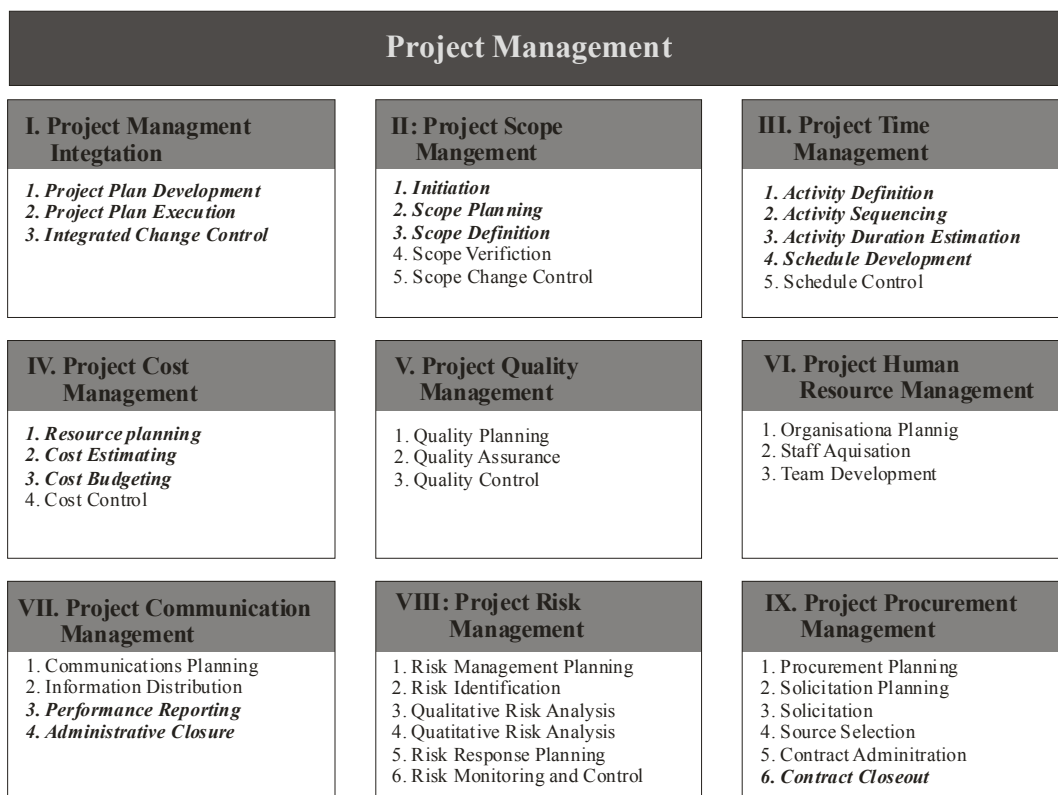 Project Management
I. Project Managment
Integtation
1. Project Plan Development
2. Project Plan Execution
3. Integrated Change Control
II: Project Scope
Mangement
1. Initiation
2. Scope Planning
3. Scope Definition
4. Scope Verifiction
5. Scope Change Control
III. Project Time
Management
1. Activity Definition
2. Activity Sequencing
3. Activity Duration Estimation
4. Schedule Development
5. Schedule Control
IV. Project Cost
Management
1. Resource planning
2. Cost Estimating
3. Cost Budgeting
4. Cost Control
V. Project Quality
Management
1. Quality Planning
2. Quality Assurance
3. Quality Control
VI. Project Human
Resource Management
1. Organisationa Plannig
2. Staff Aquisation
3. Team Development
VII. Project Communication
Management
1. Communications Planning
2. Information Distribution
3. Performance Reporting
4. Administrative Closure
VIII: Project Risk
Management
1. Risk Management Planning
2. Risk Identification
3. Qualitative Risk Analysis
4. Quatitative Risk Analysis
5. Risk Response Planning
6. Risk Monitoring and Control
IX. Project Procurement
Management
1. Procurement Planning
2. Solicitation Planning
3. Solicitation
4. Source Selection
5. Contract Adminitration
6. Contract Closeout